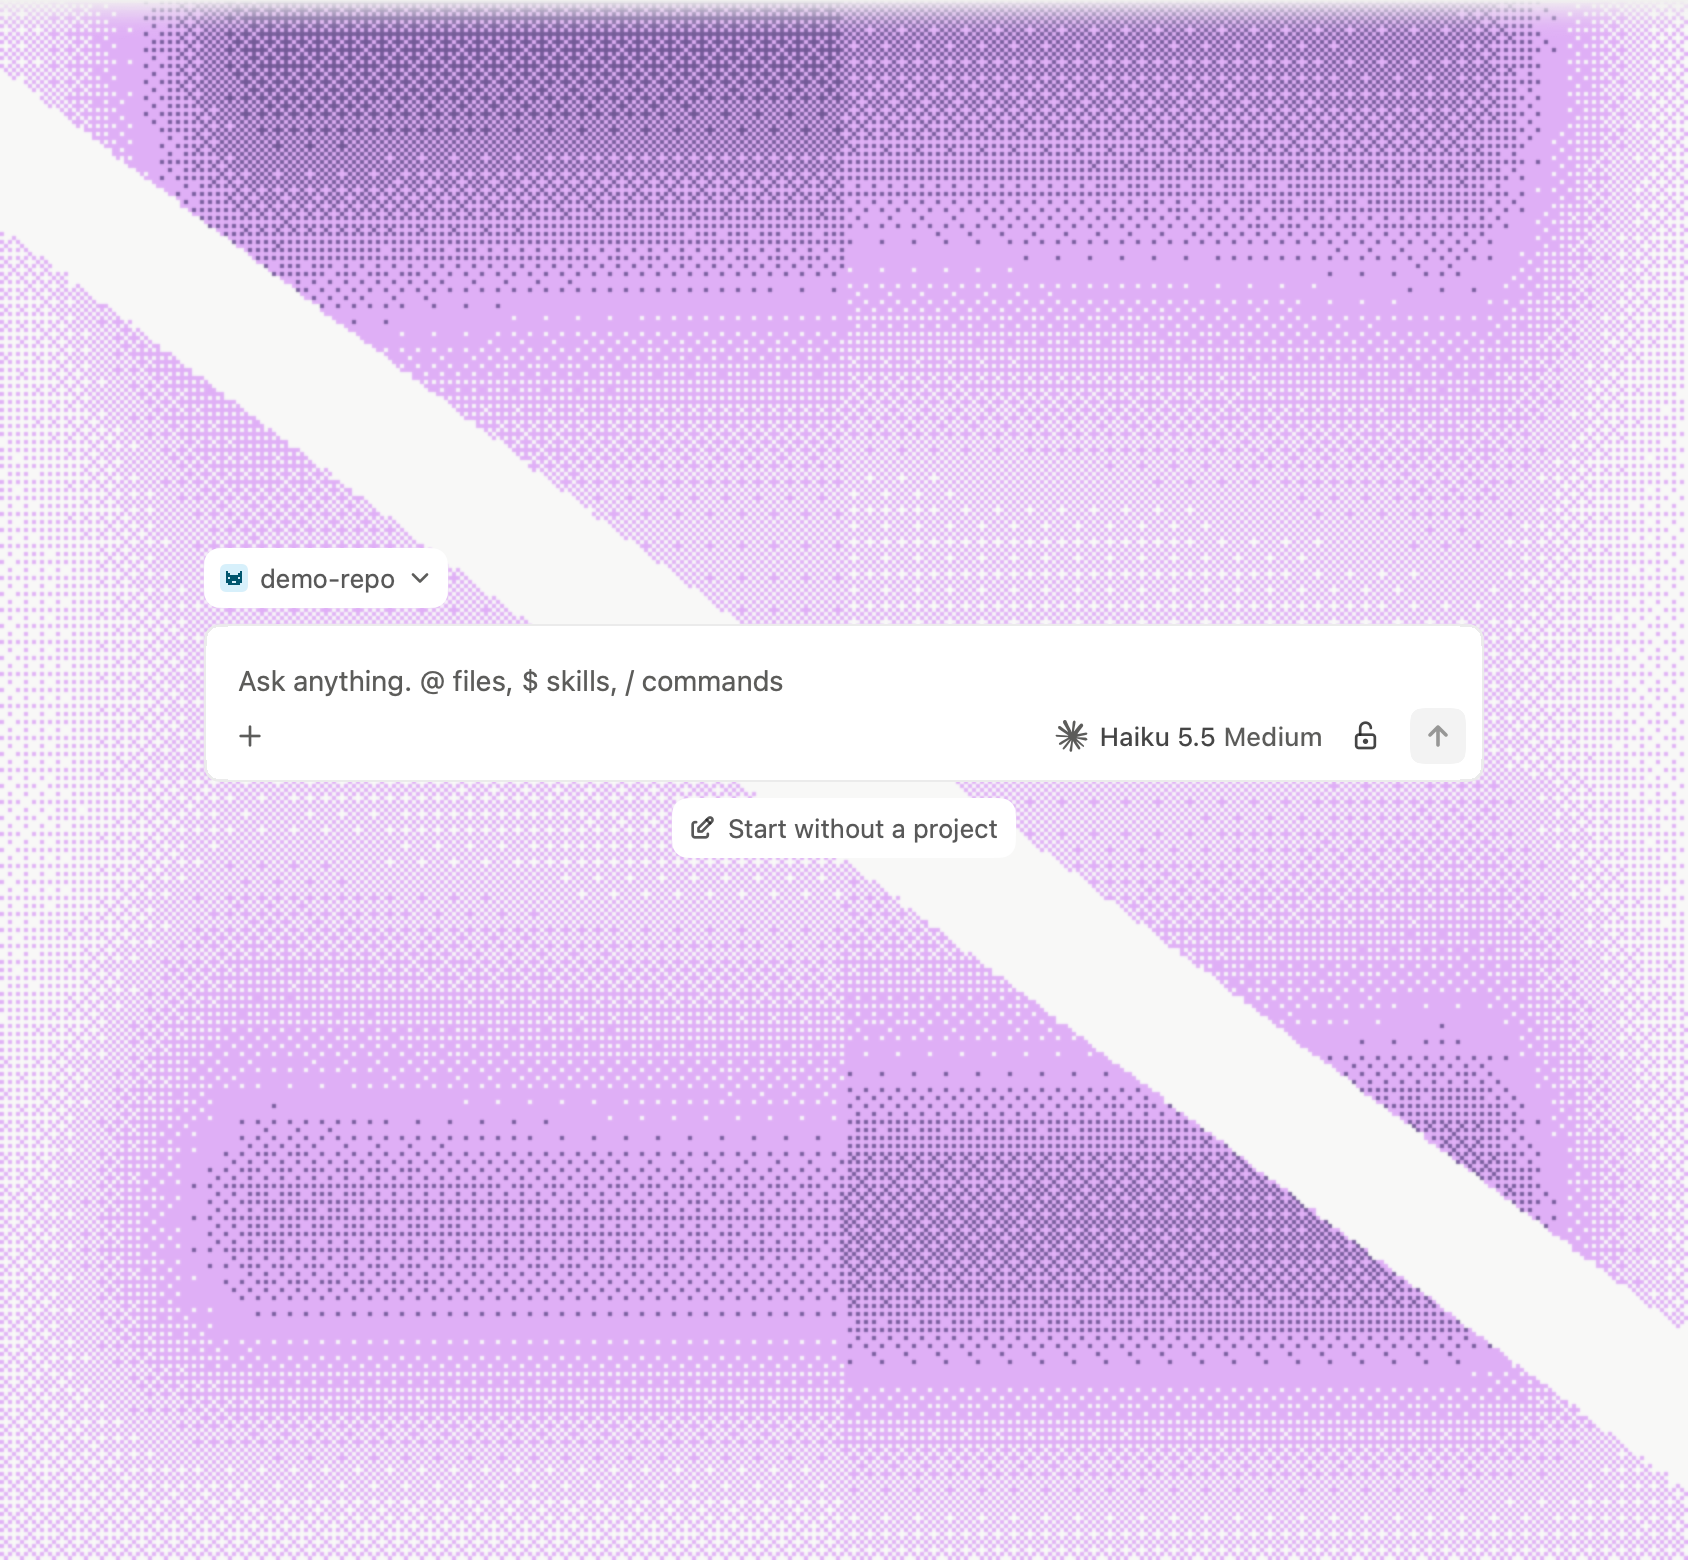 demo-repo
Ask anything. @ files, $ skills, / commands
Haiku 5.5 Medium
Start without a project